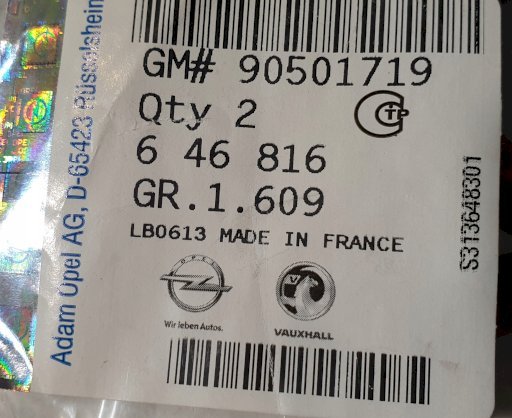 GM# 90501719
Qty 2
6 46 816
GR.1.609
LB0613 MADE IN FRANCE
OPEL
Wir leben Autos.
VAUXHALL
Adam Opel AG, D-65423 Rüsselsheim
S313648301